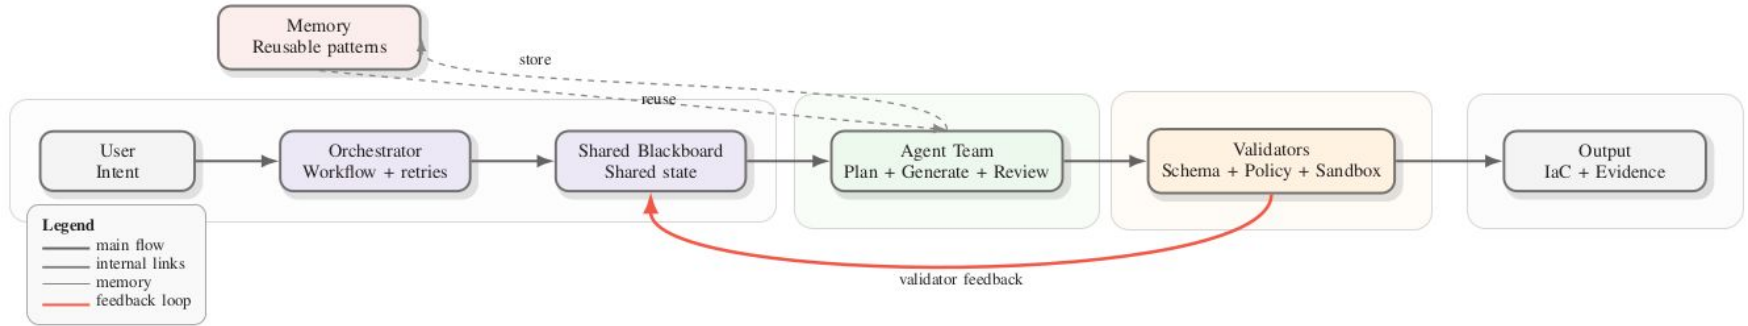 Memory
Reusable patterns
store
reuse
User
Intent
Orchestrator
Workflow + retries
Shared Blackboard
Shared state
Agent Team
Plan + Generate + Review
Validators
Schema + Policy + Sandbox
Output
IaC + Evidence
validator feedback
Legend
main flow
internal links
memory
feedback loop